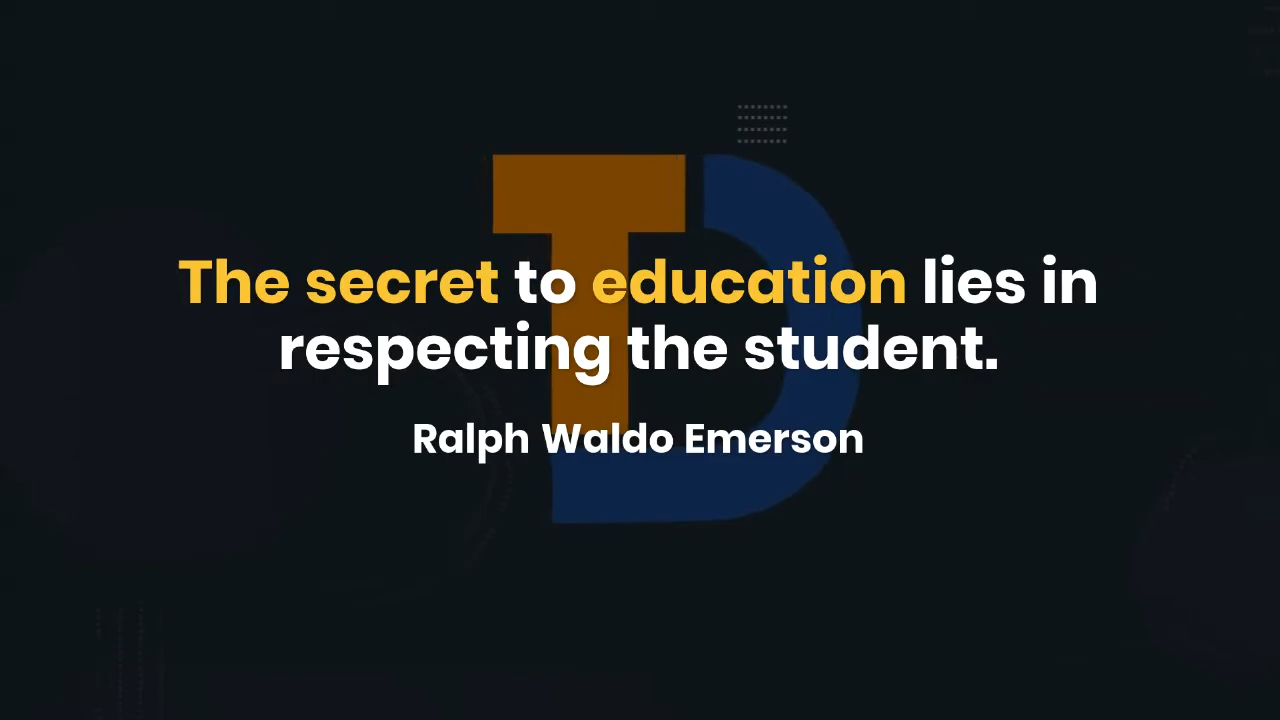 The secret to education lies in
respecting the student.
Ralph Waldo Emerson